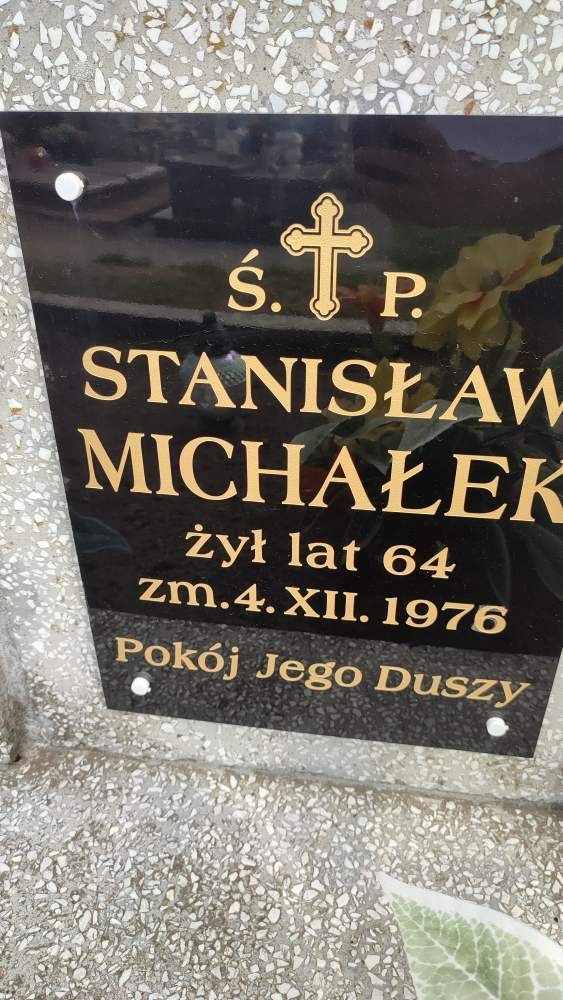 Ś. P.
STANISŁAW
MICHAŁEK
żył lat 64
zm. 4. XII. 1976
Pokój Jego Duszy